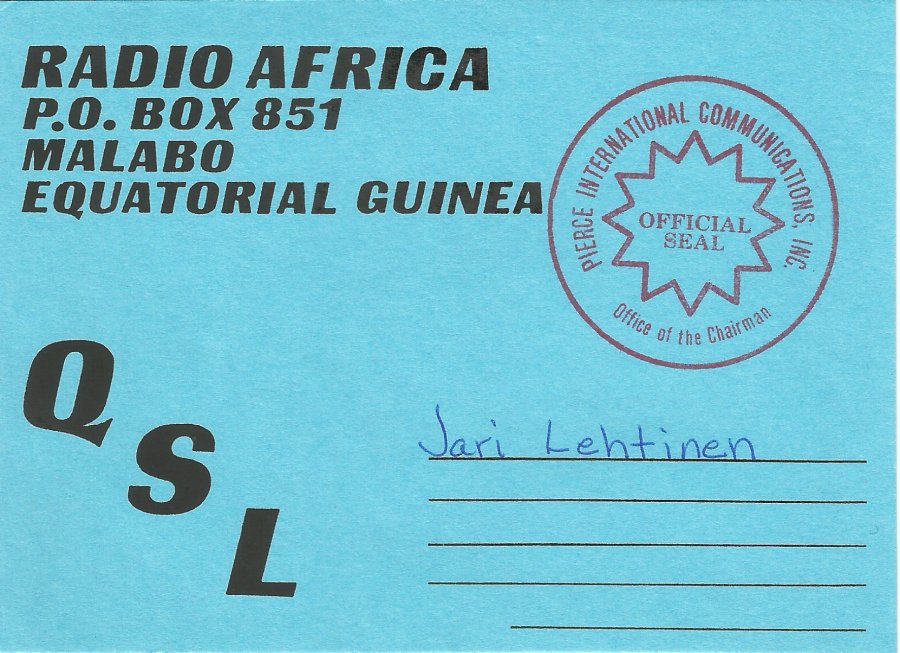 RADIO AFRICA
P.O. BOX 851
MALABO
EQUATORIAL GUINEA
PIERCE INTERNATIONAL COMMUNICATIONS, INC.
OFFICIAL
SEAL
Office of the Chairman
QSL
Jari Lehtinen